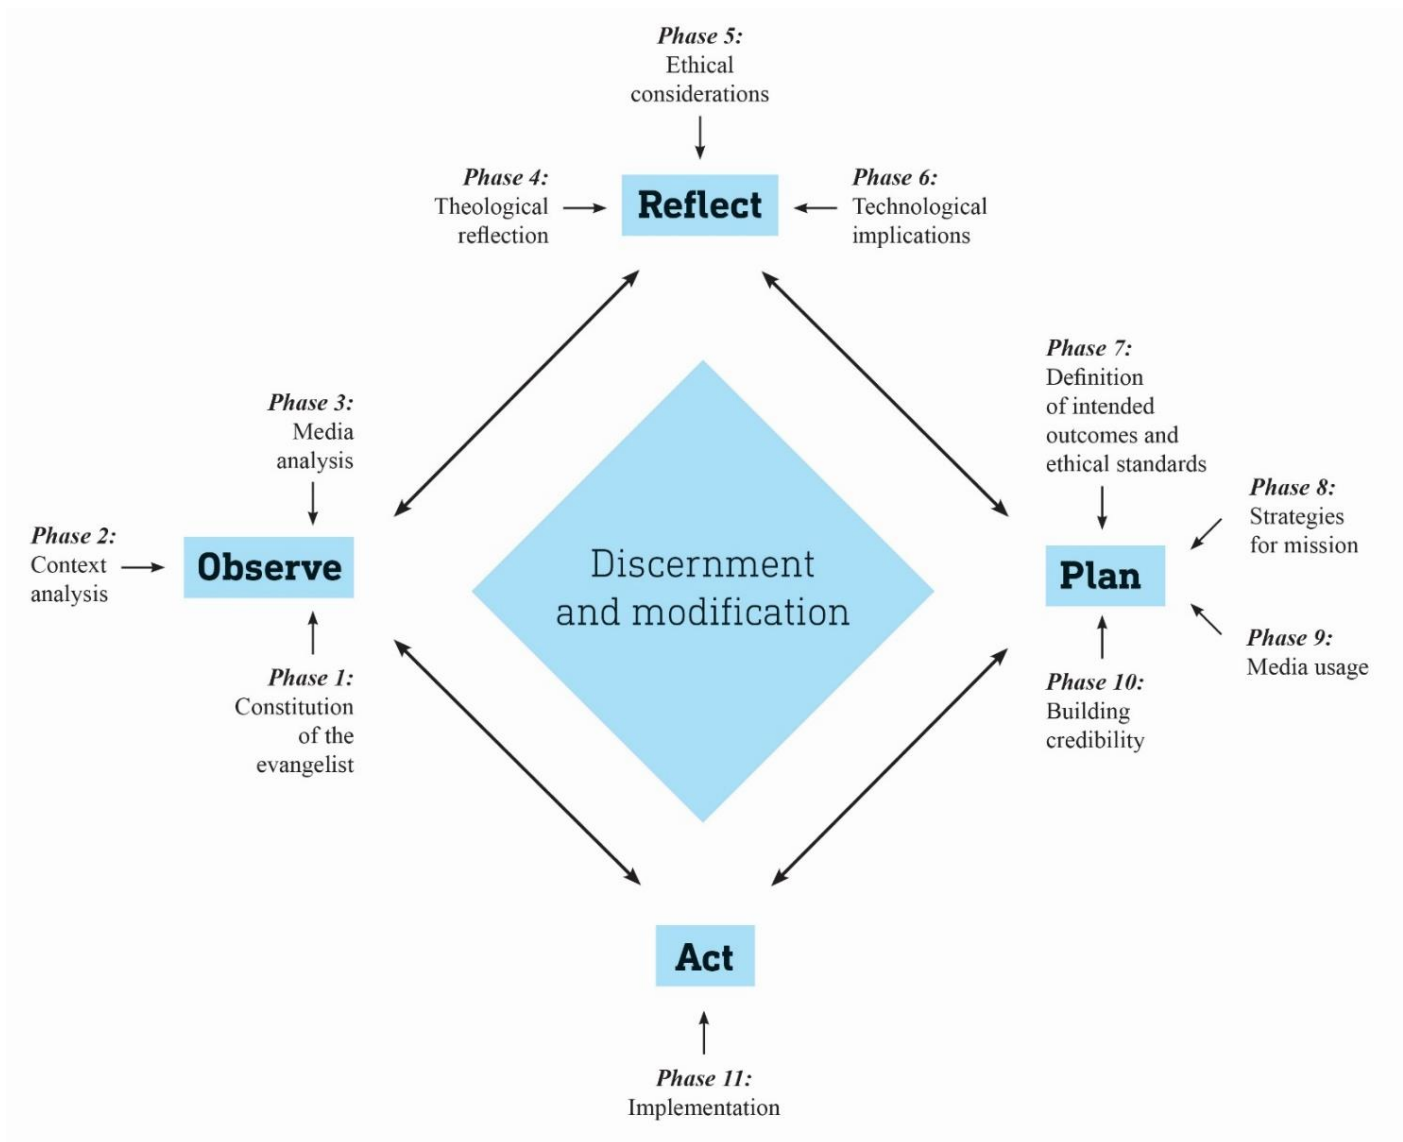 Phase 5:
Ethical
considerations
Phase 4:
Theological
reflection
Reflect
Phase 6:
Technological
implications
Phase 3:
Media
analysis
Phase 2:
Context
analysis
Observe
Phase 1:
Constitution
of the
evangelist
Discernment
and modification
Phase 7:
Definition
of intended
outcomes and
ethical standards
Phase 8:
Strategies
for mission
Plan
Phase 9:
Media usage
Phase 10:
Building
credibility
Act
Phase 11:
Implementation